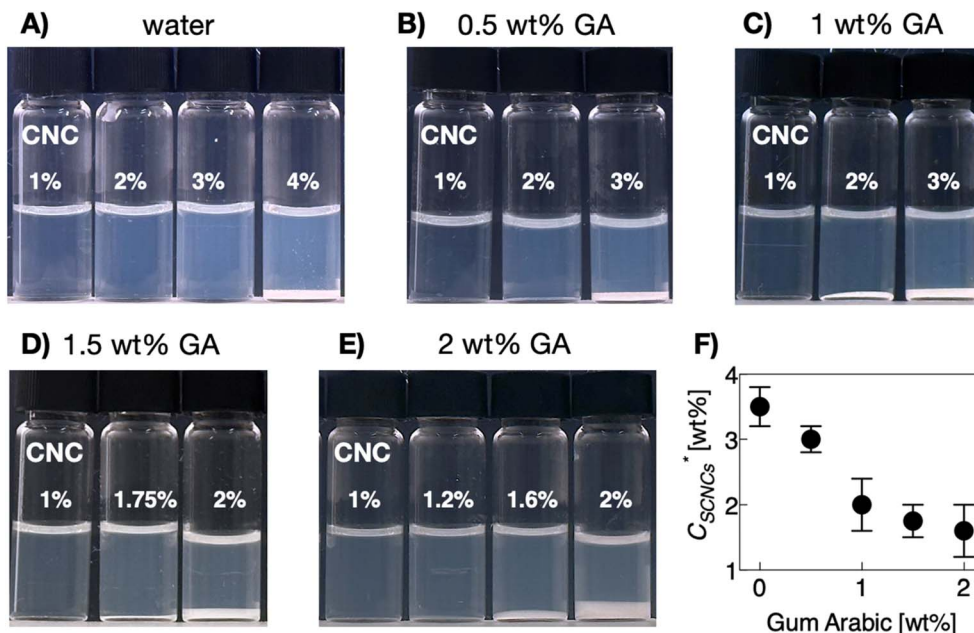 A) water
CNC
1% 2% 3% 4%
B) 0.5 wt% GA
CNC
1% 2% 3%
C) 1 wt% GA
CNC
1% 2% 3%
D) 1.5 wt% GA
CNC
1% 1.75% 2%
E) 2 wt% GA
CNC
1% 1.2% 1.6% 2%
F)
C_SCNCs* [wt%]
4
3
2
1
0 1 2
Gum Arabic [wt%]